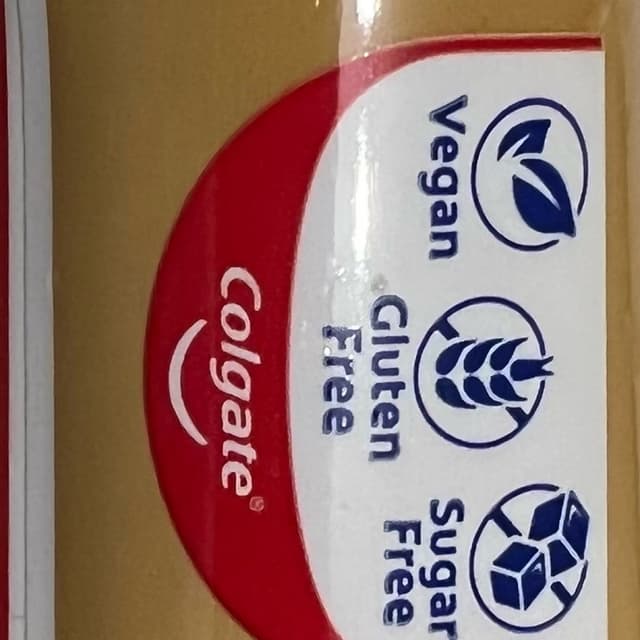 Vegan
Gluten
Free
Sugar
Free
Colgate®